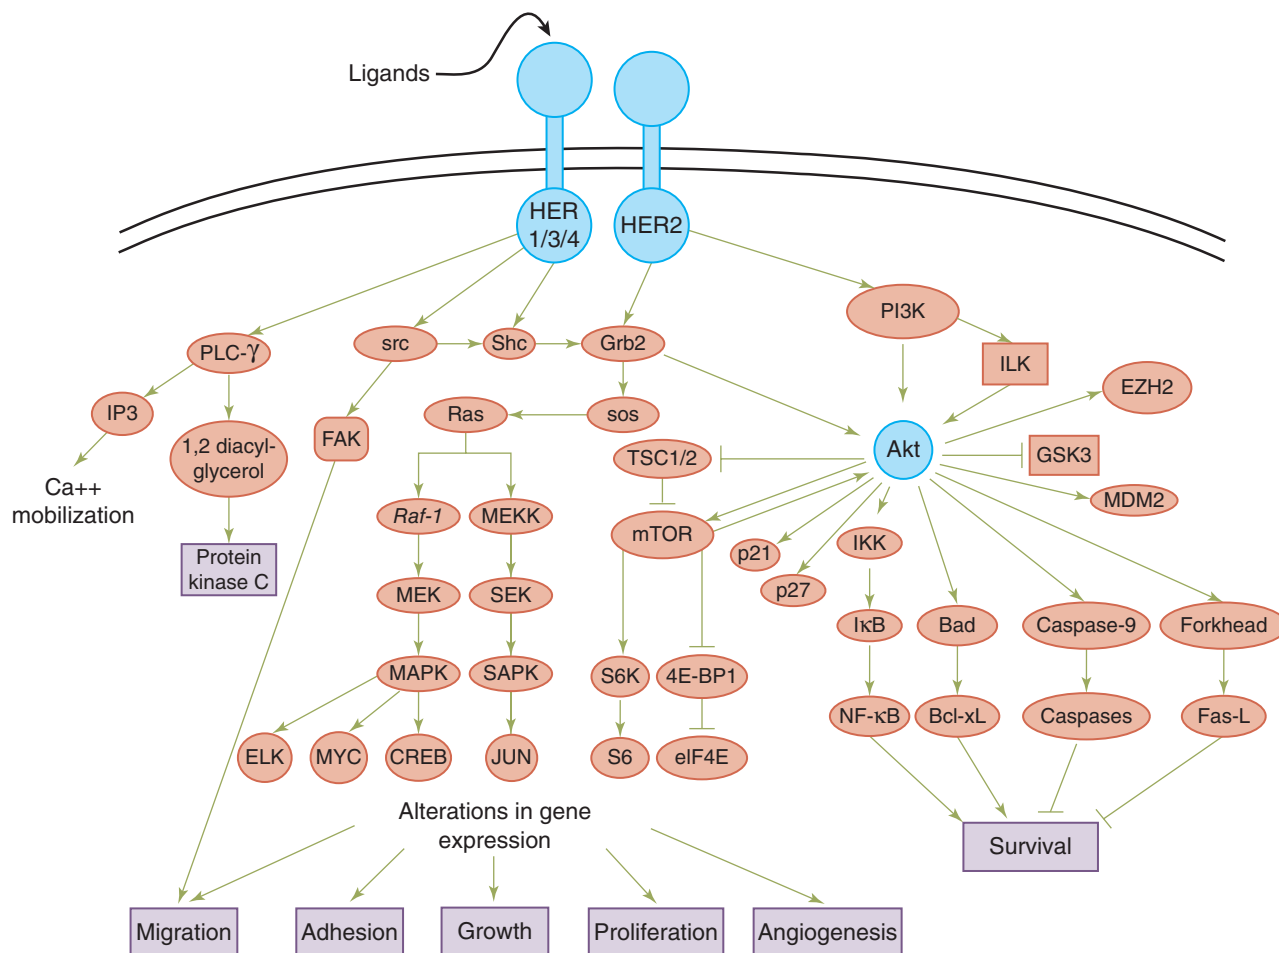 Ligands
HER
1/3/4
HER2
PI3K
PLC-γ
src
Shc
Grb2
ILK
EZH2
IP3
1,2 diacyl-
glycerol
FAK
Ras
sos
TSC1/2
Akt
GSK3
MDM2
Ca++
mobilization
Protein
kinase C
Raf-1
MEKK
mTOR
p21
p27
IKK
MEK
SEK
IκB
Bad
Caspase-9
Forkhead
MAPK
SAPK
S6K
4E-BP1
NF-κB
Bcl-xL
Caspases
Fas-L
ELK
MYC
CREB
JUN
S6
eIF4E
Alterations in gene
expression
Survival
Migration
Adhesion
Growth
Proliferation
Angiogenesis